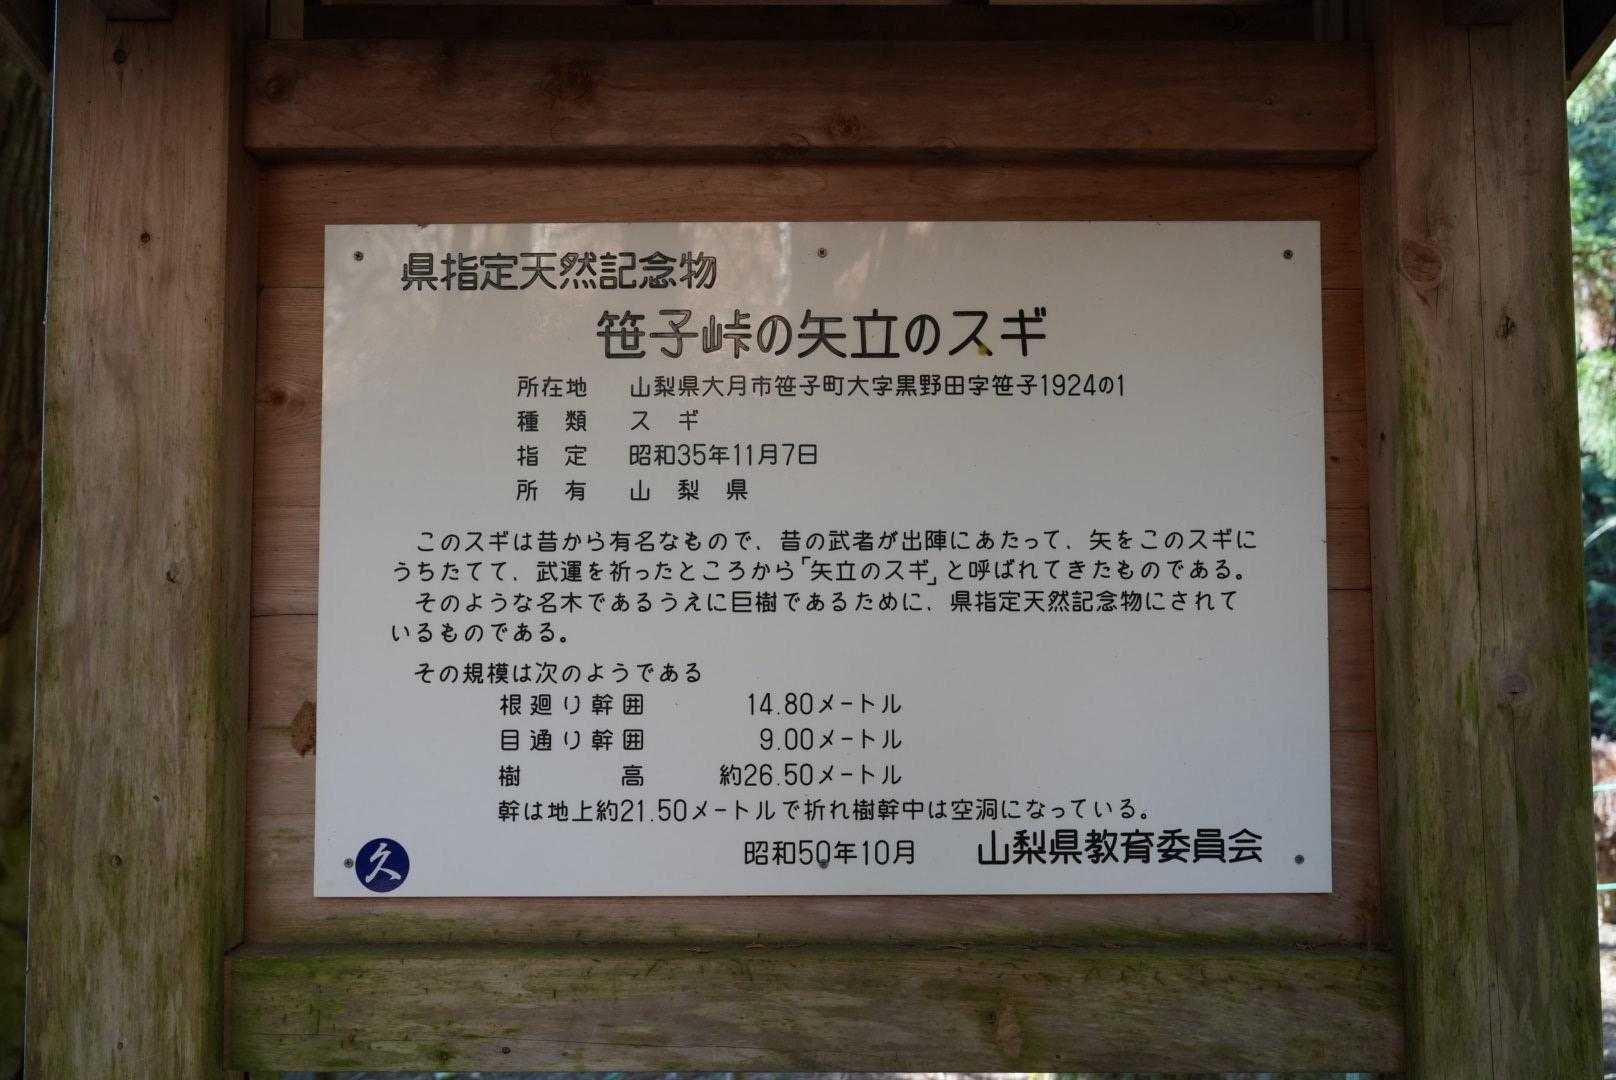 県指定天然記念物
笹子峠の矢立のスギ
所在地 山梨県大月市笹子町大字黒野田字笹子1924の1
種 類 ス ギ
指 定 昭和35年11月7日
所 有 山 梨 県
このスギは昔から有名なもので、昔の武者が出陣にあたって、矢をこのスギに
うちたてて、武運を祈ったところから「矢立のスギ」と呼ばれてきたものである。
そのような名木であるうえに巨樹であるために、県指定天然記念物にされて
いるものである。
その規模は次のようである
根廻り幹囲 14.80メートル
目通り幹囲 9.00メートル
樹 高 約26.50メートル
幹は地上約21.50メートルで折れ樹幹中は空洞になっている。
昭和50年10月 山梨県教育委員会
久